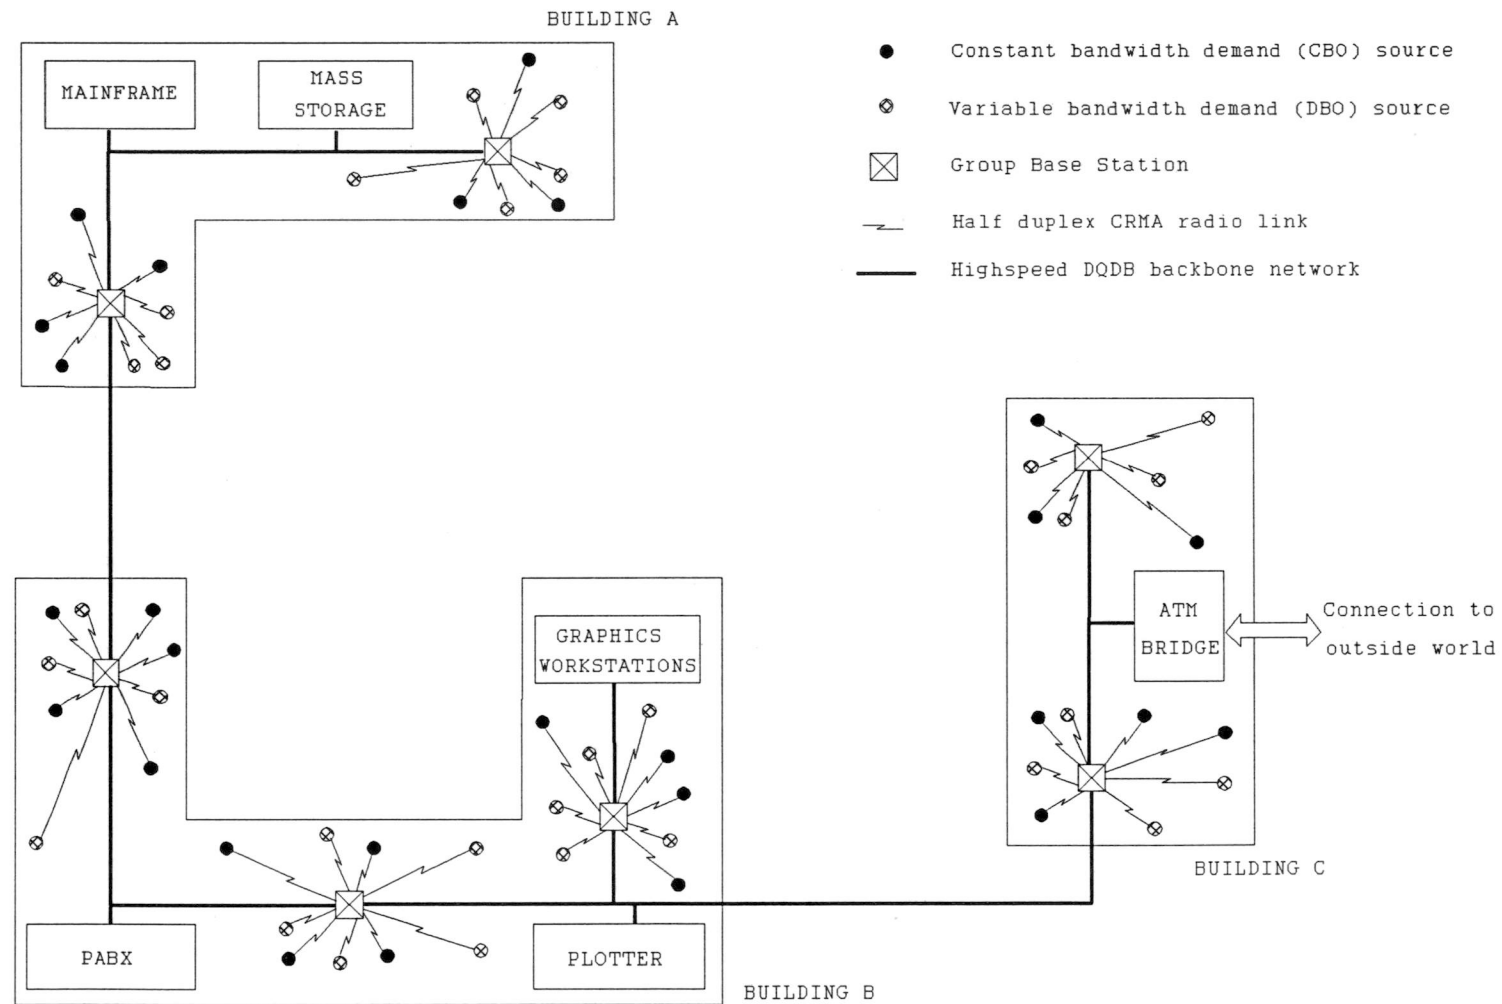 BUILDING A
MAINFRAME
MASS
STORAGE
Constant bandwidth demand (CBO) source
Variable bandwidth demand (DBO) source
Group Base Station
Half duplex CRMA radio link
Highspeed DQDB backbone network
GRAPHICS
WORKSTATIONS
ATM
BRIDGE
Connection to
outside world
BUILDING C
PABX
PLOTTER
BUILDING B